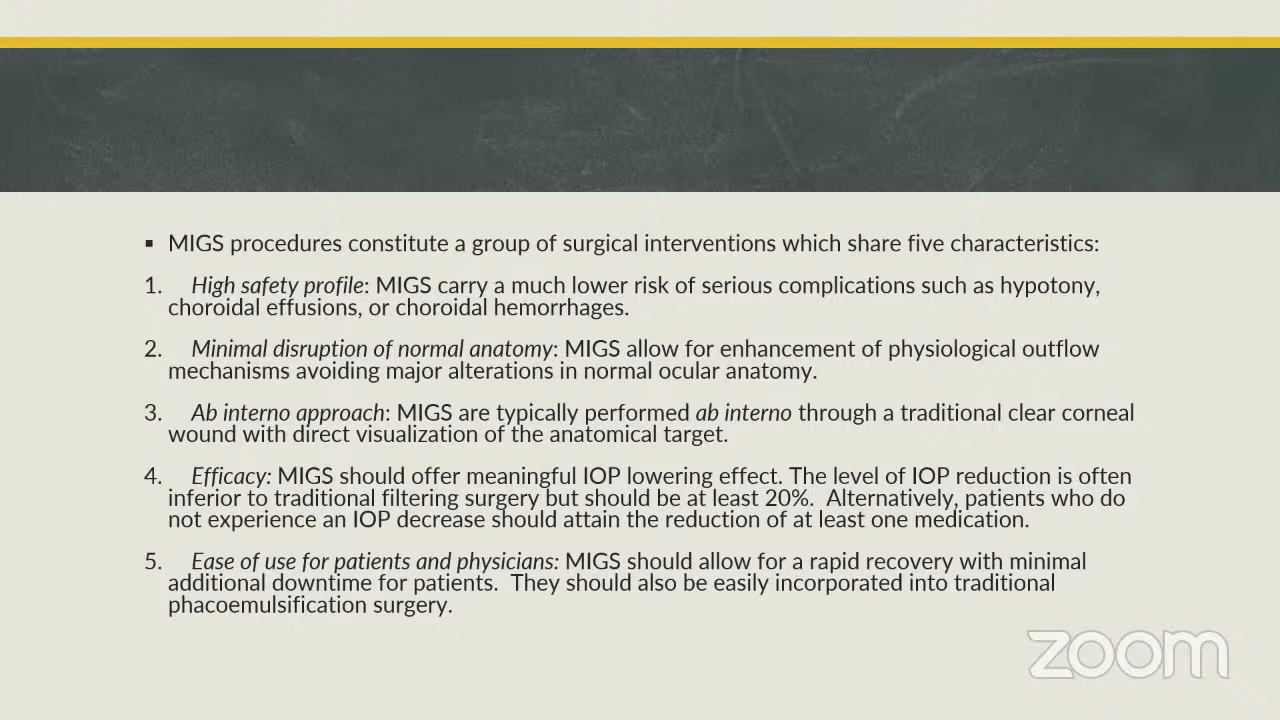 ▪ MIGS procedures constitute a group of surgical interventions which share five characteristics:
1. High safety profile: MIGS carry a much lower risk of serious complications such as hypotony,
choroidal effusions, or choroidal hemorrhages.
2. Minimal disruption of normal anatomy: MIGS allow for enhancement of physiological outflow
mechanisms avoiding major alterations in normal ocular anatomy.
3. Ab interno approach: MIGS are typically performed ab interno through a traditional clear corneal
wound with direct visualization of the anatomical target.
4. Efficacy: MIGS should offer meaningful IOP lowering effect. The level of IOP reduction is often
inferior to traditional filtering surgery but should be at least 20%.  Alternatively, patients who do
not experience an IOP decrease should attain the reduction of at least one medication.
5. Ease of use for patients and physicians: MIGS should allow for a rapid recovery with minimal
additional downtime for patients.  They should also be easily incorporated into traditional
phacoemulsification surgery.
zoom